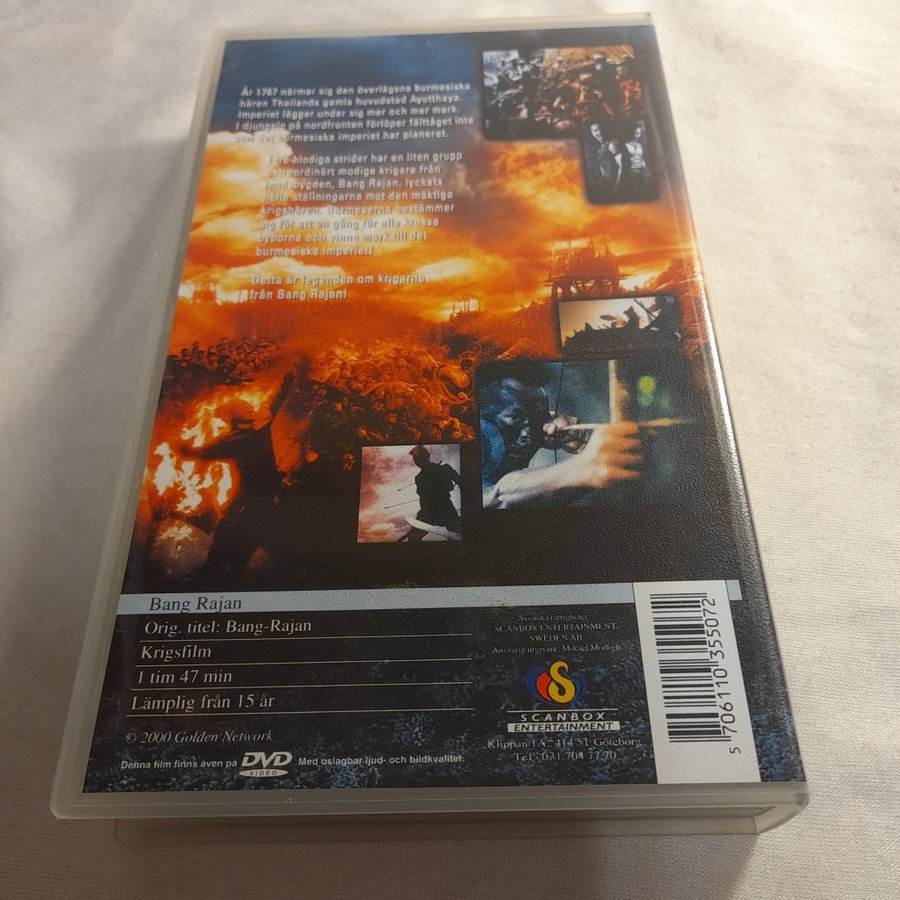 År 1767 närmar sig den överlägsna burmesiska
hären Thailands gamla huvudstad Ayutthaya.
Imperiet lägger under sig mer och mer mark.
I djungeln på nordfronten förlöper fälttåget inte
som det burmesiska imperiet har planerat.
I tre blodiga strider har en liten grupp
extraordinärt modiga krigare från
landsbygden, Bang Rajan, lyckats
hålla ställningarna mot den mäktiga
krigshären. Burmeserna bestämmer
sig för att en gång för alla krossa
byborna och vinna mark till det
burmesiska imperiet!
Detta är legenden om krigarna
från Bang Rajan!
Bang Rajan
Orig. titel: Bang-Rajan
Krigsfilm
1 tim 47 min
Lämplig från 15 år
© 2000 Golden Network
Denna film finns även på DVD VIDEO Med oslagbar ljud- och bildkvalitet.
Svenska rättigheter
SCANBOX ENTERTAINMENT
SWEDEN AB
Ansvarig utgivare: Mikael Modigh
S
SCANBOX
ENTERTAINMENT
Klippan 1A, 414 51 Göteborg
Tel: 031 704 77 70
5 706110 355072